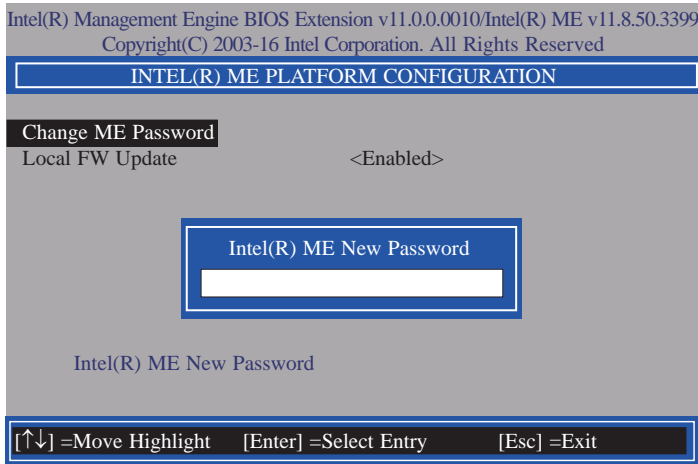 Intel(R) Management Engine BIOS Extension v11.0.0.0010/Intel(R) ME v11.8.50.3399
Copyright(C) 2003-16 Intel Corporation. All Rights Reserved
INTEL(R) ME PLATFORM CONFIGURATION
Change ME Password
Local FW Update <Enabled>
Intel(R) ME New Password
Intel(R) ME New Password
[↑↓] =Move Highlight [Enter] =Select Entry [Esc] =Exit